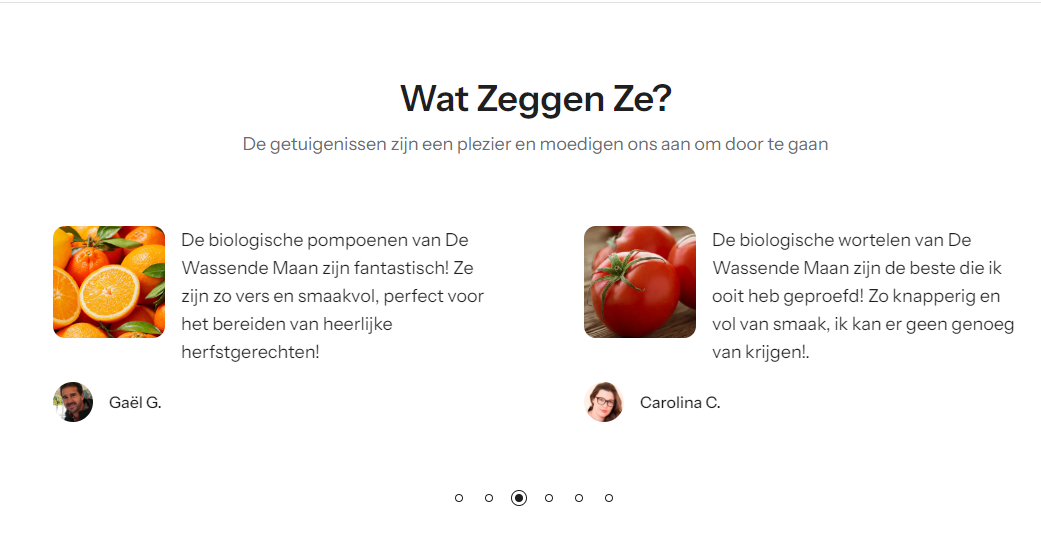 Wat Zeggen Ze?
De getuigenissen zijn een plezier en moedigen ons aan om door te gaan
De biologische pompoenen van De
Wassende Maan zijn fantastisch! Ze
zijn zo vers en smaakvol, perfect voor
het bereiden van heerlijke
herfstgerechten!
Gaël G.
De biologische wortelen van De
Wassende Maan zijn de beste die ik
ooit heb geproefd! Zo knapperig en
vol van smaak, ik kan er geen genoeg
van krijgen!.
Carolina C.